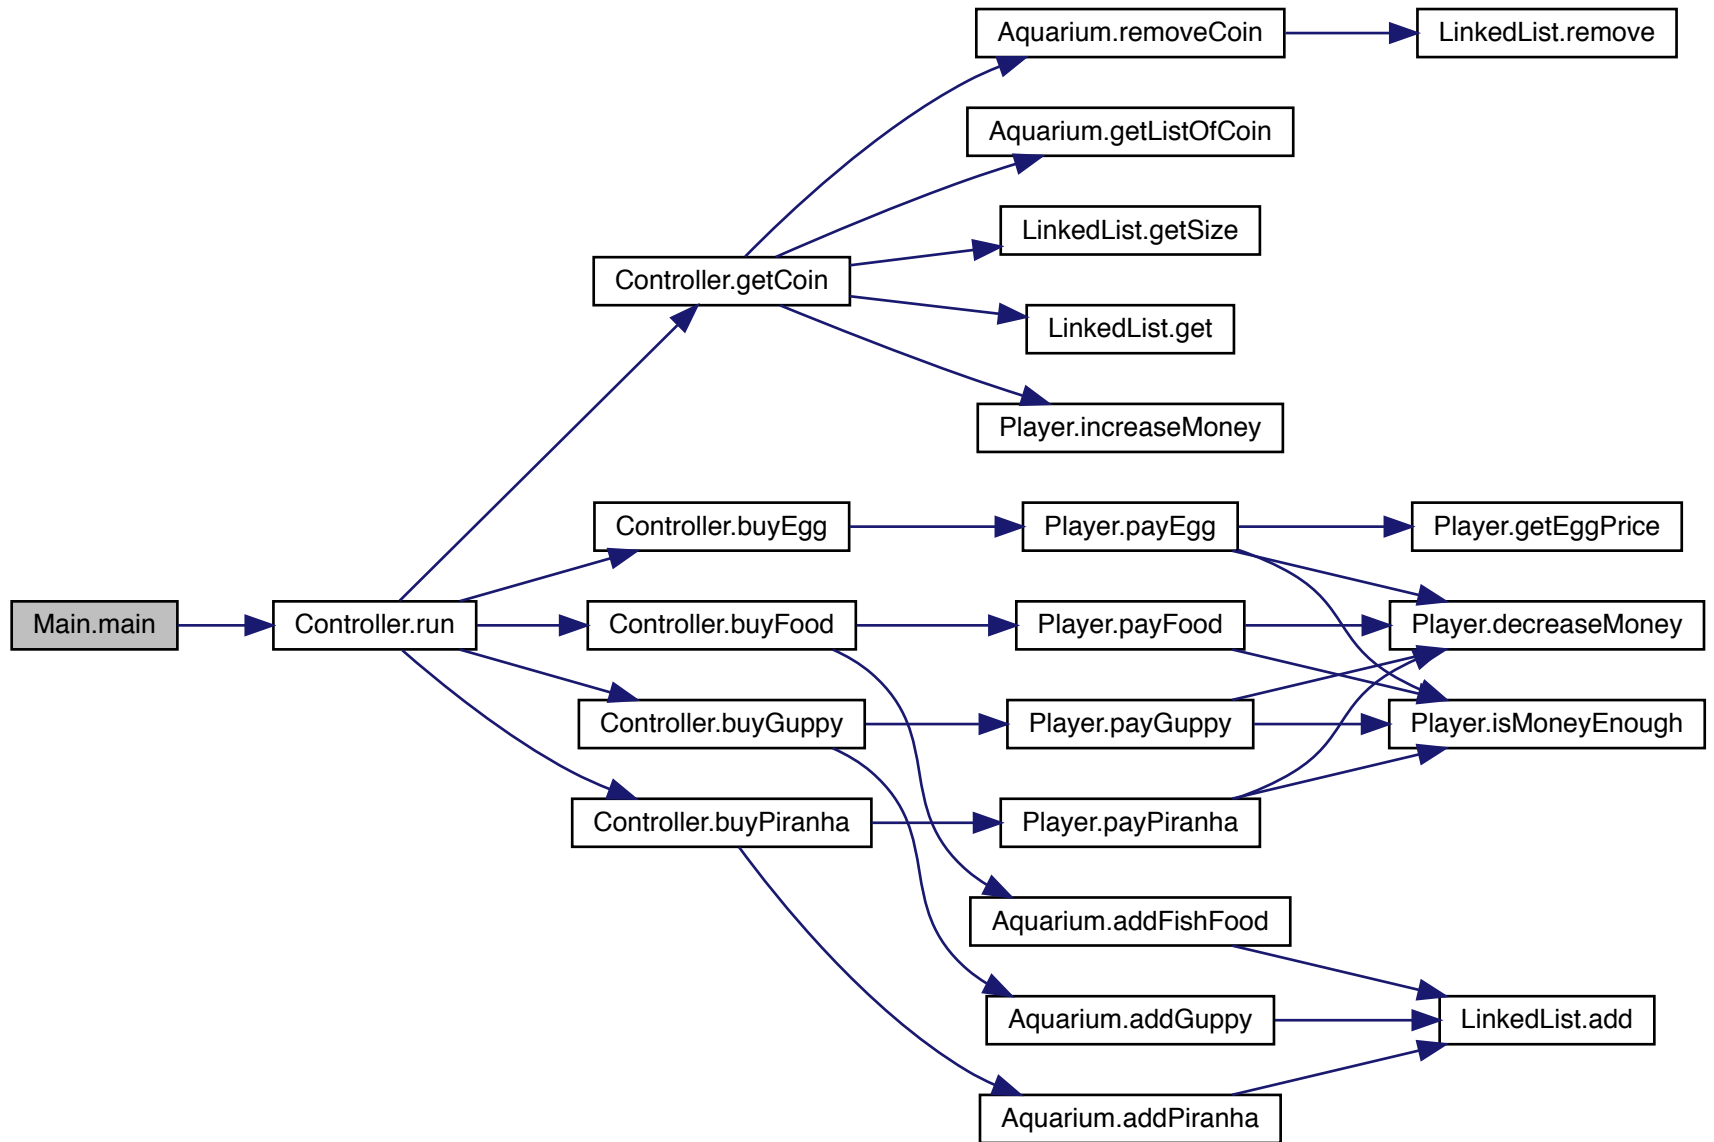 Aquarium.removeCoin
LinkedList.remove
Aquarium.getListOfCoin
LinkedList.getSize
Controller.getCoin
LinkedList.get
Player.increaseMoney
Controller.buyEgg
Player.payEgg
Player.getEggPrice
Main.main
Controller.run
Controller.buyFood
Player.payFood
Player.decreaseMoney
Controller.buyGuppy
Player.payGuppy
Player.isMoneyEnough
Controller.buyPiranha
Player.payPiranha
Aquarium.addFishFood
Aquarium.addGuppy
LinkedList.add
Aquarium.addPiranha